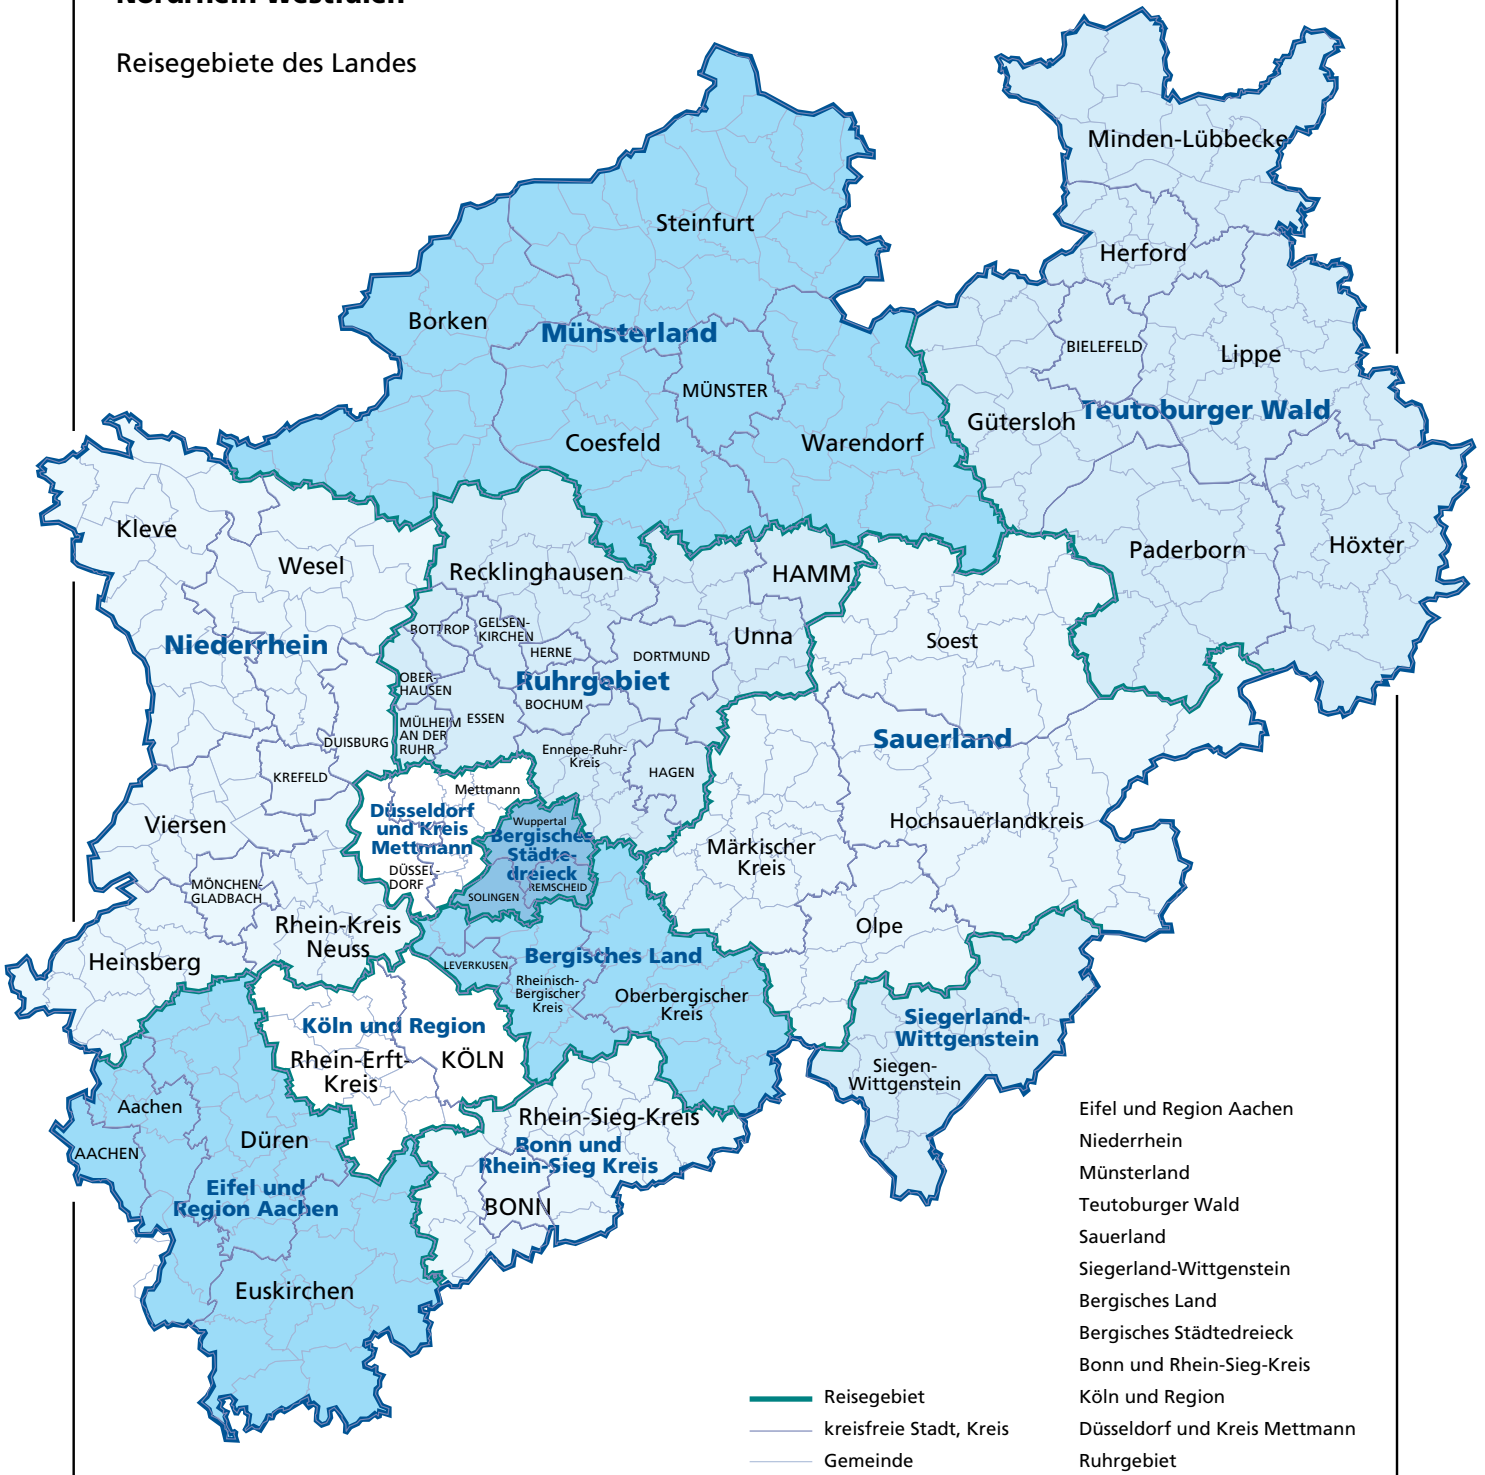 Nordrhein-Westfalen
Reisegebiete des Landes
Minden-Lübbecke
Steinfurt
Herford
Borken
Münsterland
BIELEFELD
Lippe
MÜNSTER
Teutoburger Wald
Gütersloh
Coesfeld
Warendorf
Kleve
Wesel
Paderborn
Höxter
Recklinghausen
HAMM
BOTTROP
GELSEN-
KIRCHEN
Unna
Soest
Niederrhein
HERNE
DORTMUND
OBER-
HAUSEN
Ruhrgebiet
BOCHUM
MÜLHEIM
AN DER
RUHR
ESSEN
DUISBURG
Sauerland
Ennepe-Ruhr-
Kreis
KREFELD
HAGEN
Mettmann
Düsseldorf
und Kreis
Mettmann
Viersen
Wuppertal
Bergisches
Städte-
dreieck
Hochsauerlandkreis
Märkischer
Kreis
DÜSSEL-
DORF
MÖNCHEN-
GLADBACH
REMSCHEID
SOLINGEN
Rhein-Kreis
Neuss
Olpe
Heinsberg
Bergisches Land
LEVERKUSEN
Rheinisch-
Bergischer
Kreis
Oberbergischer
Kreis
Köln und Region
Siegerland-
Wittgenstein
Rhein-Erft-
Kreis
KÖLN
Siegen-
Wittgenstein
Aachen
Rhein-Sieg-Kreis
Düren
AACHEN
Bonn und
Rhein-Sieg Kreis
Eifel und
Region Aachen
BONN
Euskirchen
Eifel und Region Aachen
Niederrhein
Münsterland
Teutoburger Wald
Sauerland
Siegerland-Wittgenstein
Bergisches Land
Bergisches Städtedreieck
Bonn und Rhein-Sieg-Kreis
Reisegebiet
Köln und Region
kreisfreie Stadt, Kreis
Düsseldorf und Kreis Mettmann
Gemeinde
Ruhrgebiet